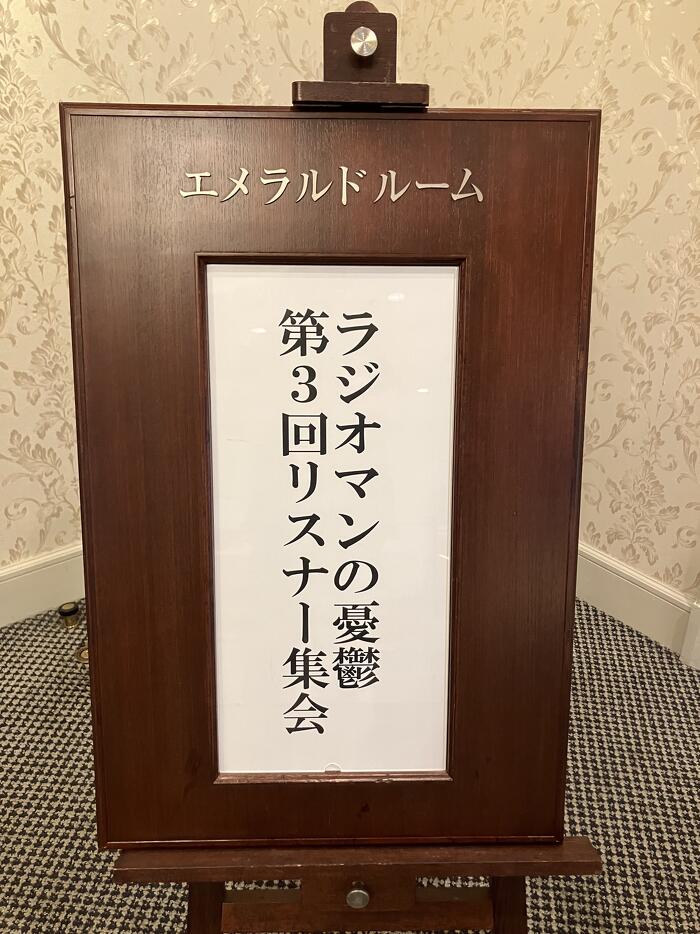 エメラルドルーム
ラジオマンの憂鬱
第3回リスナー集会